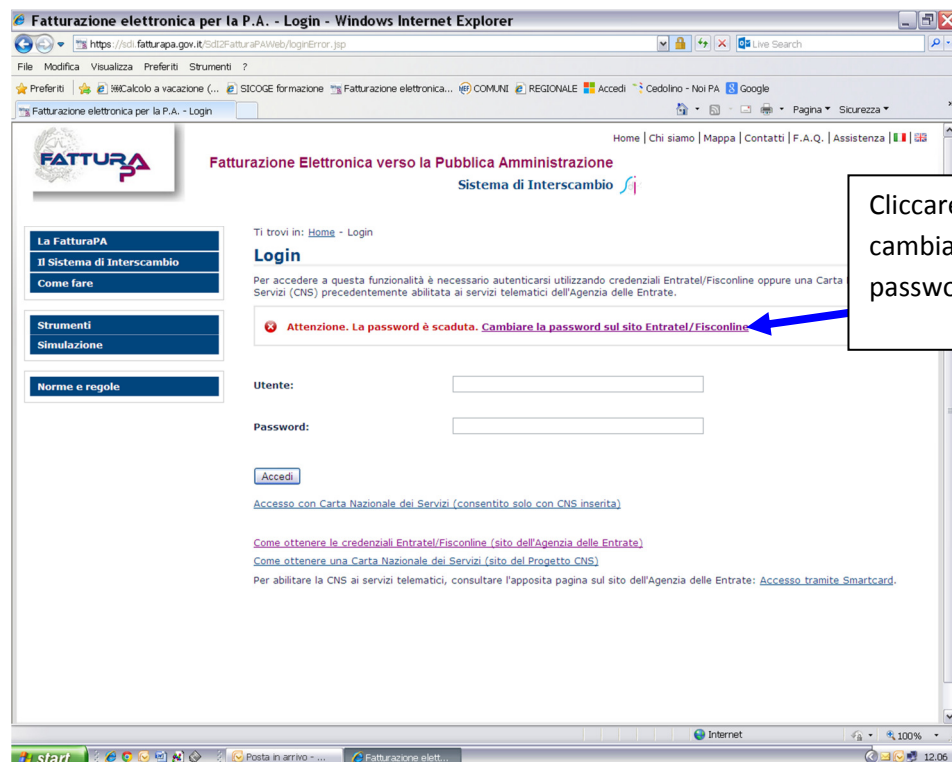 Fatturazione elettronica per la P.A. - Login - Windows Internet Explorer
https://sdi.fatturapa.gov.it/SdI2FatturaPAWeb/loginError.jsp
Live Search
File Modifica Visualizza Preferiti Strumenti ?
Preferiti Calcolo a vacazione (... SICOGE formazione Fatturazione elettronica... COMUNI REGIONALE Accedi Cedolino - Noi PA Google
Fatturazione elettronica per la P.A. - Login
Pagina Sicurezza
Home | Chi siamo | Mappa | Contatti | F.A.Q. | Assistenza
FATTURA
P
Fatturazione Elettronica verso la Pubblica Amministrazione
Sistema di Interscambio
Cliccare
cambia
passwo
La FatturaPA
Il Sistema di Interscambio
Come fare
Strumenti
Simulazione
Norme e regole
Ti trovi in: Home - Login
Login
Per accedere a questa funzionalità è necessario autenticarsi utilizzando credenziali Entratel/Fisconline oppure una Carta
Servizi (CNS) precedentemente abilitata ai servizi telematici dell'Agenzia delle Entrate.
Attenzione. La password è scaduta. Cambiare la password sul sito Entratel/Fisconline
Utente:
Password:
Accedi
Accesso con Carta Nazionale dei Servizi (consentito solo con CNS inserita)
Come ottenere le credenziali Entratel/Fisconline (sito dell'Agenzia delle Entrate)
Come ottenere una Carta Nazionale dei Servizi (sito del Progetto CNS)
Per abilitare la CNS ai servizi telematici, consultare l'apposita pagina sul sito dell'Agenzia delle Entrate: Accesso tramite Smartcard.
Internet
100%
start
Posta in arrivo - ...
Fatturazione elett...
12.06